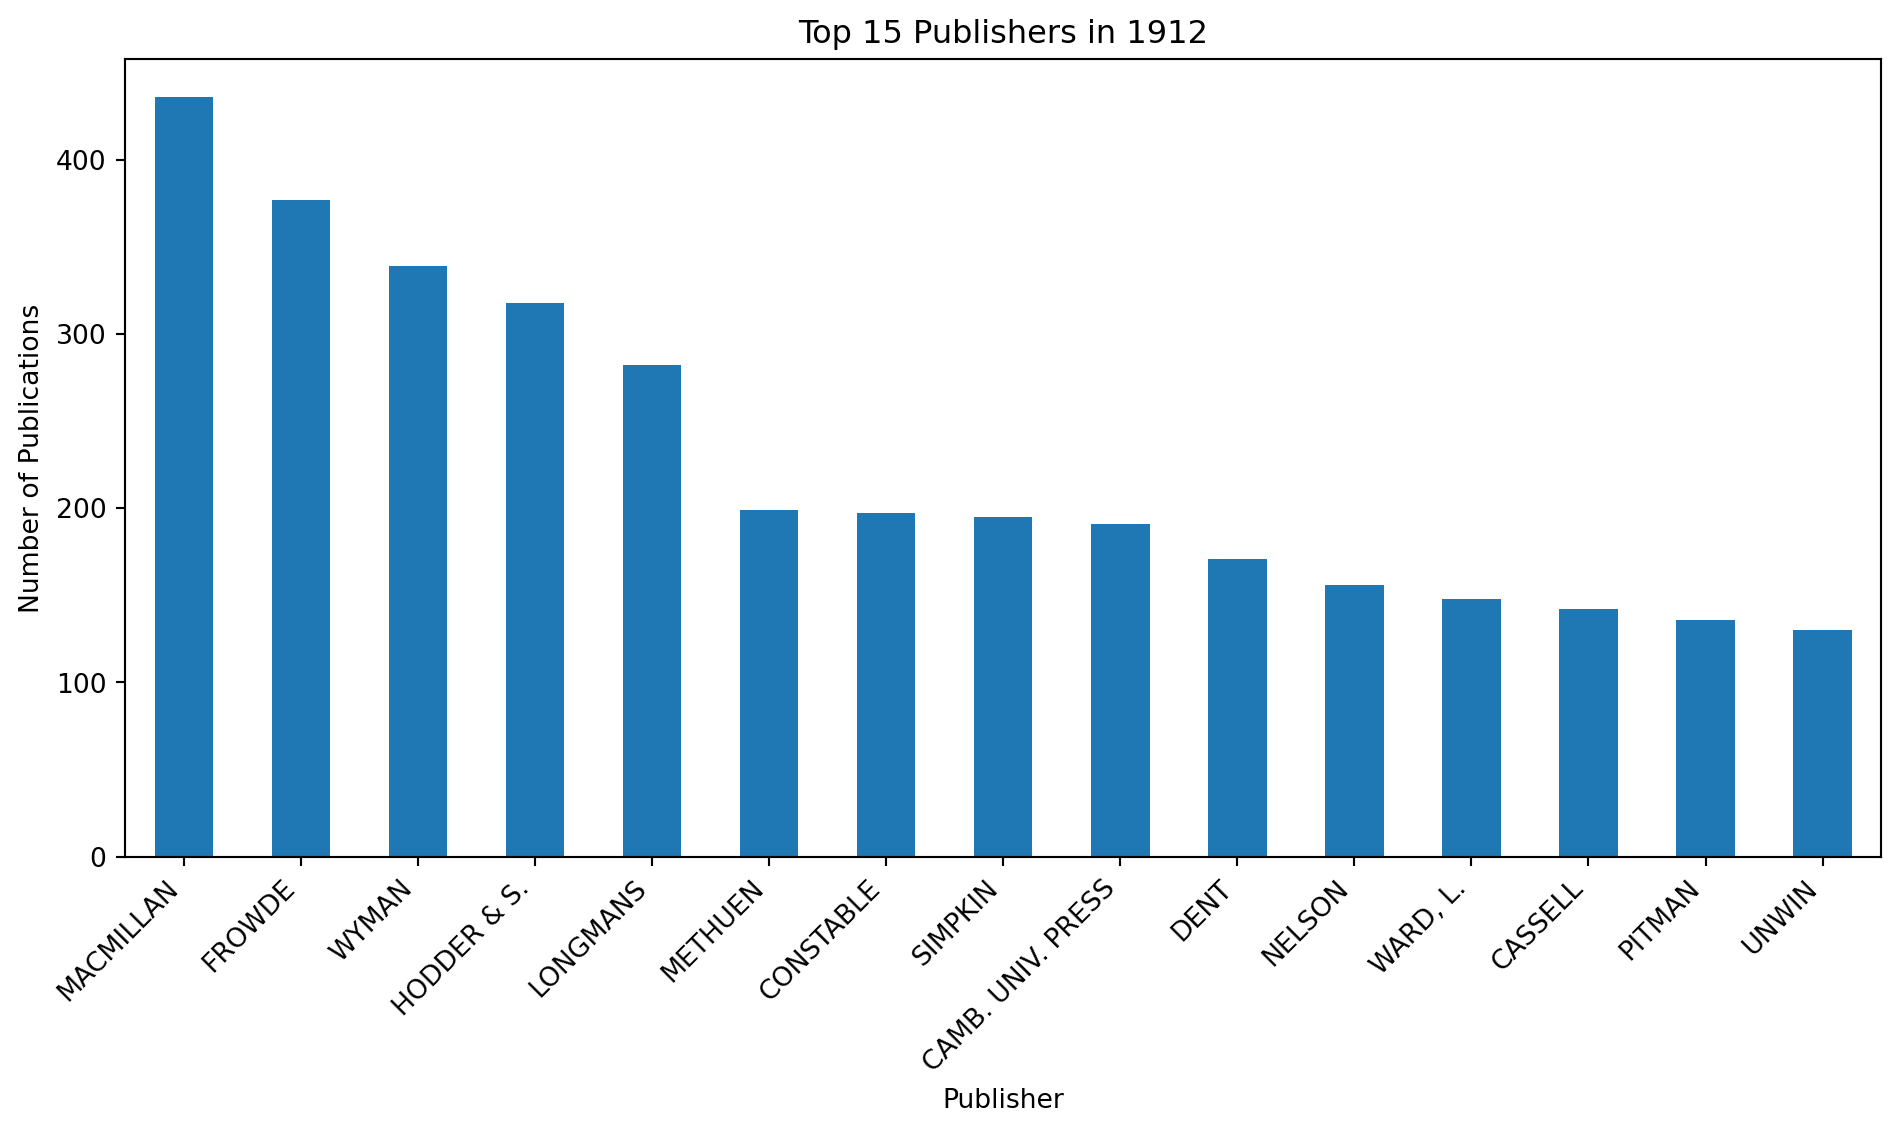 Top 15 Publishers in 1912
Number of Publications
400
300
200
100
0
MACMILLAN
FROWDE
WYMAN
HODDER & S.
LONGMANS
METHUEN
CONSTABLE
SIMPKIN
CAMB. UNIV. PRESS
DENT
NELSON
WARD, L.
CASSELL
PITMAN
UNWIN
Publisher